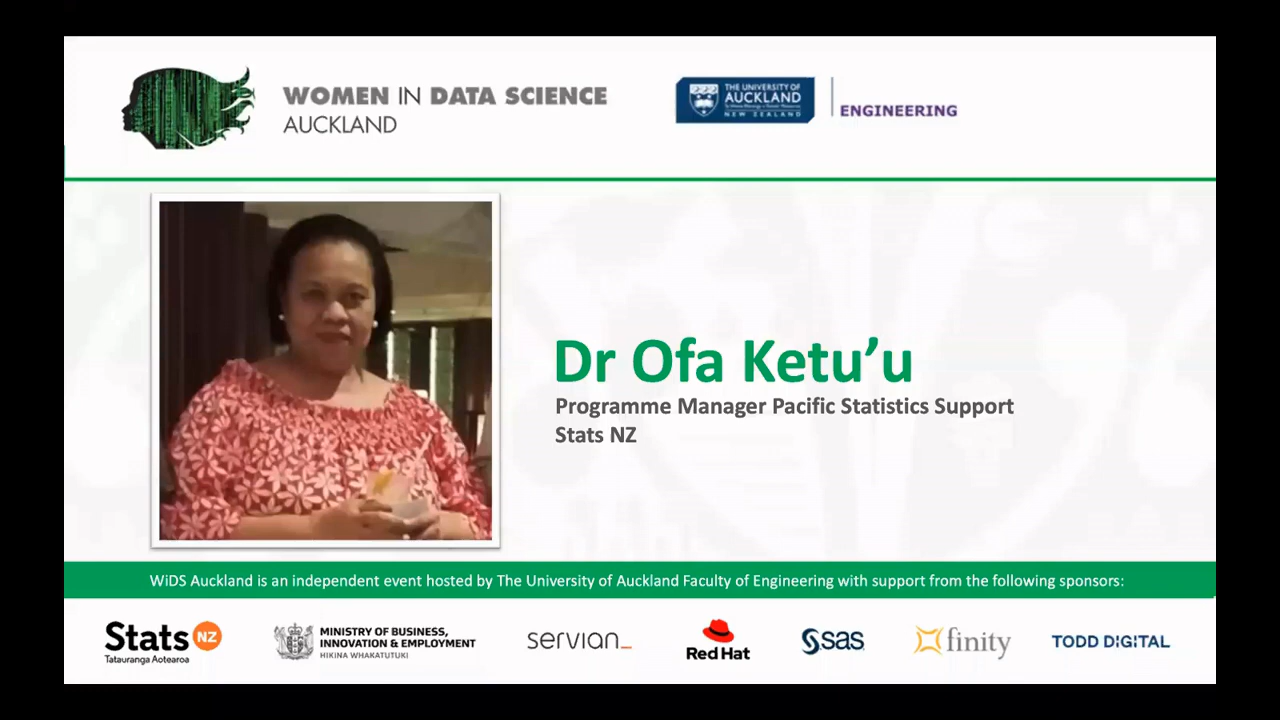 WOMEN IN DATA SCIENCE
AUCKLAND
THE UNIVERSITY OF
AUCKLAND
NEW ZEALAND
ENGINEERING
Dr Ofa Ketu’u
Programme Manager Pacific Statistics Support
Stats NZ
WiDS Auckland is an independent event hosted by The University of Auckland Faculty of Engineering with support from the following sponsors:
Stats NZ
Tatauranga Aotearoa
MINISTRY OF BUSINESS,
INNOVATION & EMPLOYMENT
HIKINA WHAKATUTUKI
servian_
Red Hat
sas
finity
TODD DIGITAL